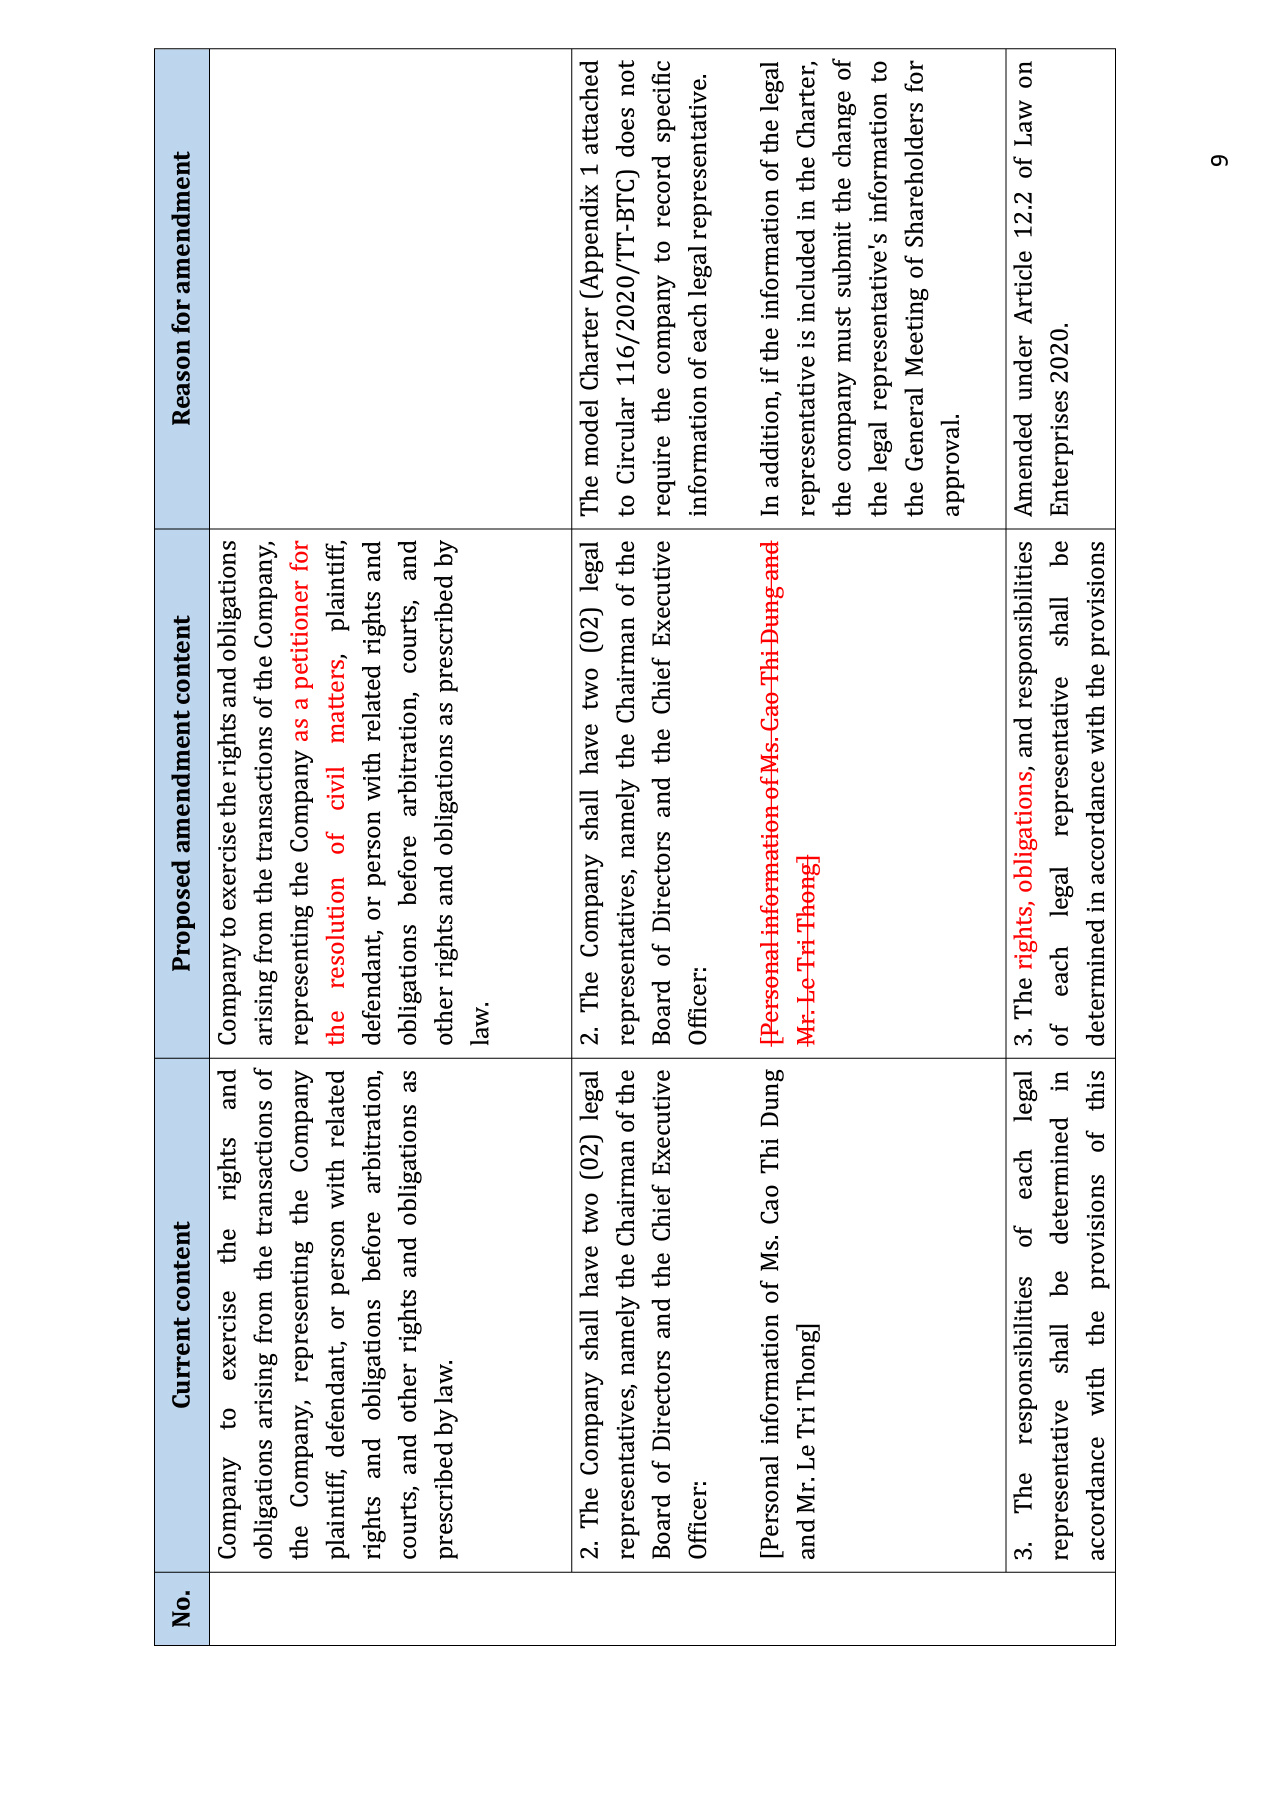 No.
Current content
Proposed amendment content
Reason for amendment
Company to exercise the rights and
obligations arising from the transactions of
the Company, representing the Company
plaintiff, defendant, or person with related
rights and obligations before arbitration,
courts, and other rights and obligations as
prescribed by law.
Company to exercise the rights and obligations
arising from the transactions of the Company,
representing the Company as a petitioner for
the resolution of civil matters, plaintiff,
defendant, or person with related rights and
obligations before arbitration, courts, and
other rights and obligations as prescribed by
law.
2. The Company shall have two (02) legal
representatives, namely the Chairman of the
Board of Directors and the Chief Executive
Officer:
[Personal information of Ms. Cao Thi Dung
and Mr. Le Tri Thong]
2. The Company shall have two (02) legal
representatives, namely the Chairman of the
Board of Directors and the Chief Executive
Officer:
[Personal information of Ms. Cao Thi Dung and
Mr. Le Tri Thong]
The model Charter (Appendix 1 attached
to Circular 116/2020/TT-BTC) does not
require the company to record specific
information of each legal representative.
In addition, if the information of the legal
representative is included in the Charter,
the company must submit the change of
the legal representative's information to
the General Meeting of Shareholders for
approval.
3. The responsibilities of each legal
representative shall be determined in
accordance with the provisions of this
3. The rights, obligations, and responsibilities
of each legal representative shall be
determined in accordance with the provisions
Amended under Article 12.2 of Law on
Enterprises 2020.
9